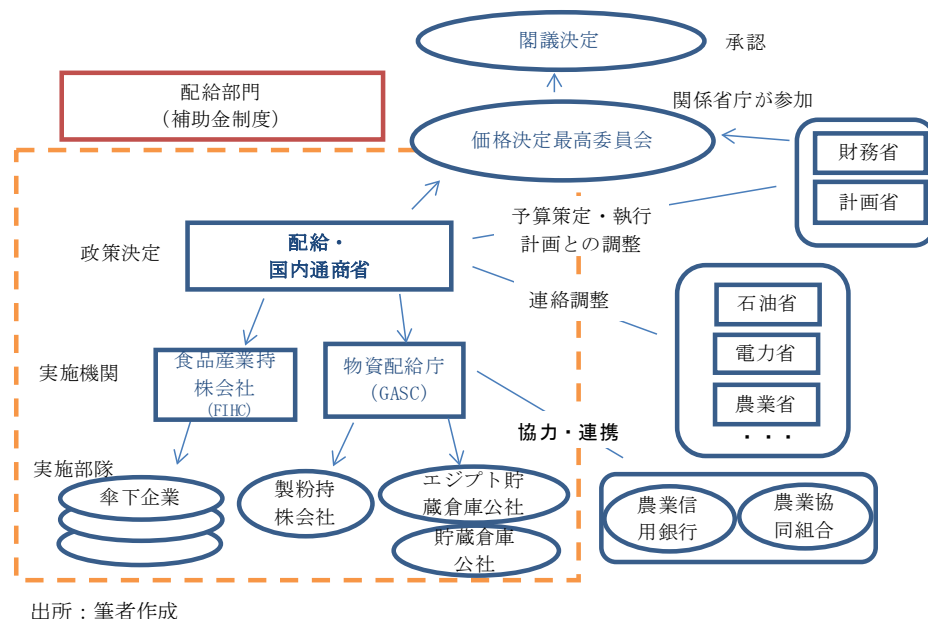 閣議決定
承認
配給部門
（補助金制度）
関係省庁が参加
価格決定最高委員会
財務省
計画省
予算策定・執行
計画との調整
政策決定
配給・
国内通商省
連絡調整
石油省
電力省
農業省
・・・
実施機関
食品産業持
株会社
(FIHC)
物資配給庁
(GASC)
協力・連携
実施部隊
傘下企業
製粉持
株会社
エジプト貯
蔵倉庫公社
貯蔵倉庫
公社
農業信
用銀行
農業協
同組合
出所：筆者作成